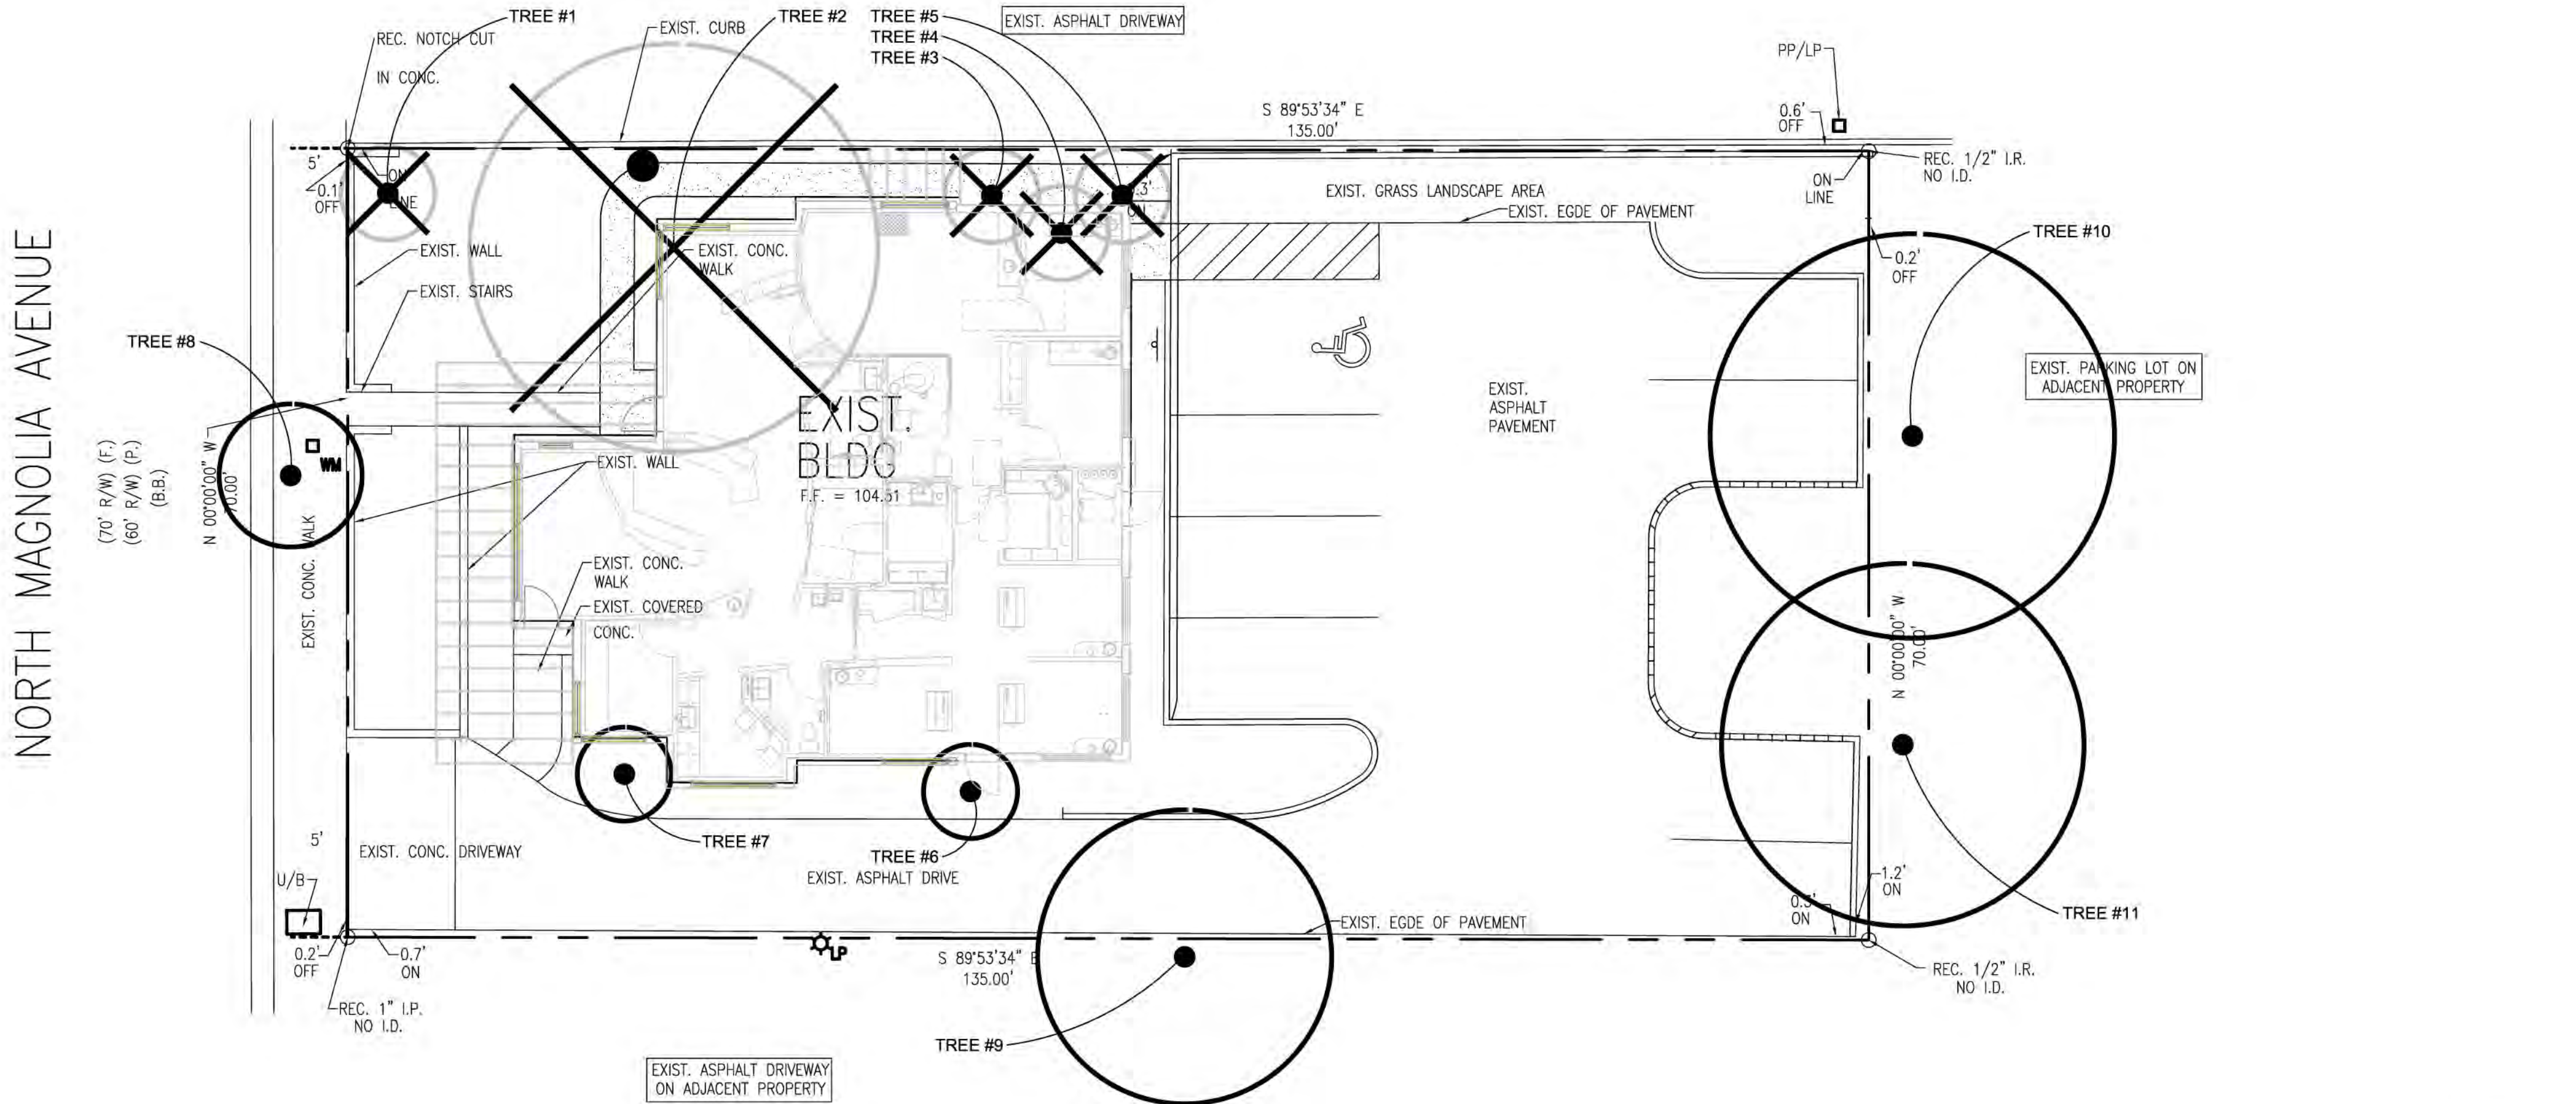 TREE #1
TREE #2
TREE #5
TREE #4
TREE #3
EXIST. ASPHALT DRIVEWAY
REC. NOTCH CUT
IN CONC.
EXIST. CURB
PP/LP
S 89°53'34" E
135.00'
0.6'
OFF
5'
0.1'
OFF
ON
LINE
ON
REC. 1/2" I.R.
NO I.D.
ON
LINE
EXIST. GRASS LANDSCAPE AREA
EXIST. EGDE OF PAVEMENT
TREE #10
EXIST. WALL
EXIST. CONC.
WALK
0.2'
OFF
EXIST. STAIRS
TREE #8
NORTH MAGNOLIA AVENUE
(70' R/W) (F.)
(60' R/W) (P.)
(B.B.)
N 00°00'00" W
70.00'
WM
EXIST. CONC. WALK
EXIST.
BLDG
F.F. = 104.51
EXIST. WALL
EXIST.
ASPHALT
PAVEMENT
EXIST. PARKING LOT ON
ADJACENT PROPERTY
EXIST. CONC.
WALK
EXIST. COVERED
CONC.
N 00°00'00" W
70.00'
5'
EXIST. CONC. DRIVEWAY
TREE #7
TREE #6
EXIST. ASPHALT DRIVE
U/B
1.2'
ON
ON
TREE #11
EXIST. EGDE OF PAVEMENT
0.2'
OFF
0.7'
ON
LP
S 89°53'34" E
135.00'
REC. 1/2" I.R.
NO I.D.
REC. 1" I.P.
NO I.D.
TREE #9
EXIST. ASPHALT DRIVEWAY
ON ADJACENT PROPERTY